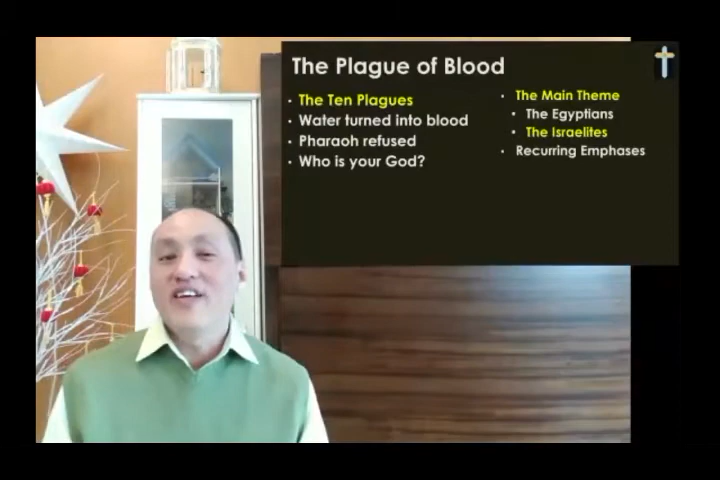 The Plague of Blood
The Ten Plagues
Water turned into blood
Pharaoh refused
Who is your God?
The Main Theme
The Egyptians
The Israelites
Recurring Emphases